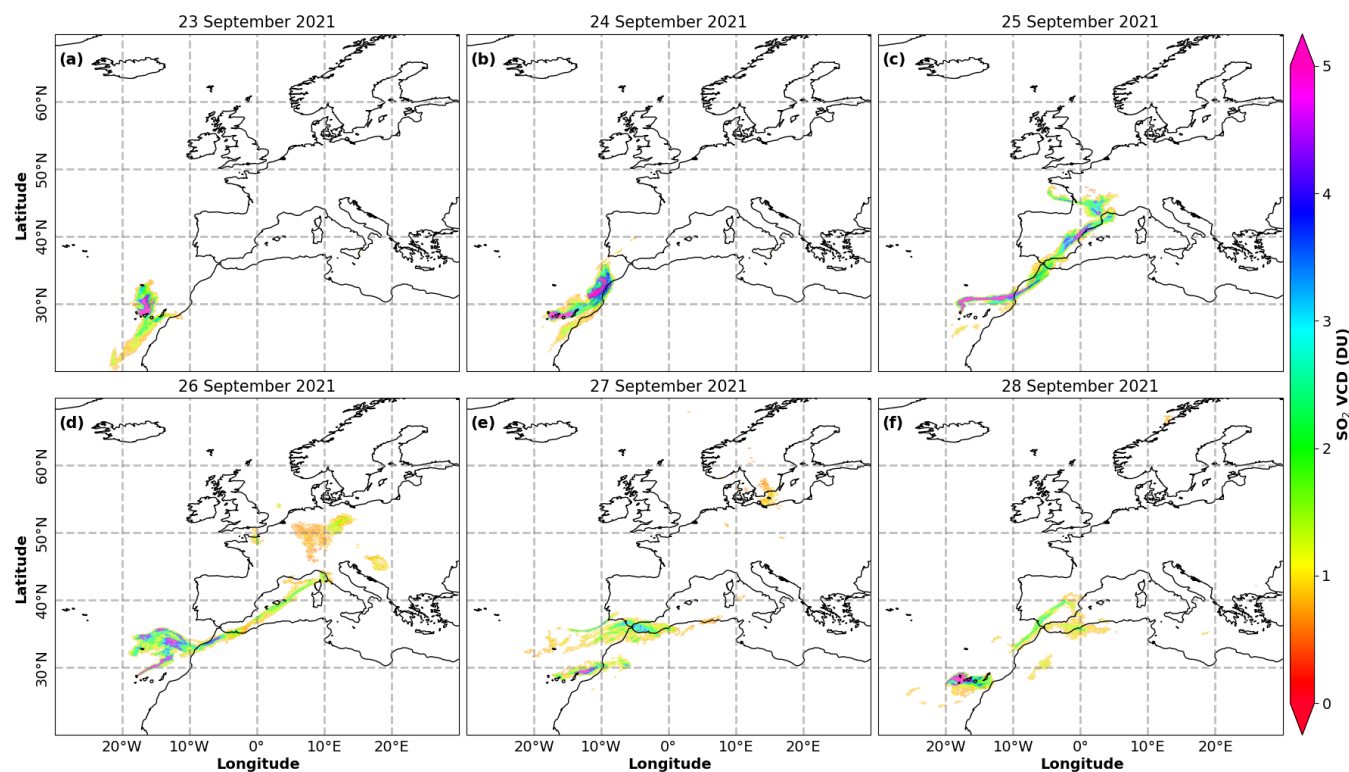 23 September 2021
24 September 2021
25 September 2021
(a)
(b)
(c)
60°N
50°N
40°N
30°N
Latitude
26 September 2021
27 September 2021
28 September 2021
(d)
(e)
(f)
60°N
50°N
40°N
30°N
Latitude
20°W 10°W 0° 10°E 20°E
20°W 10°W 0° 10°E 20°E
20°W 10°W 0° 10°E 20°E
Longitude
Longitude
Longitude
5
4
3
2
1
0
SO₂ VCD (DU)